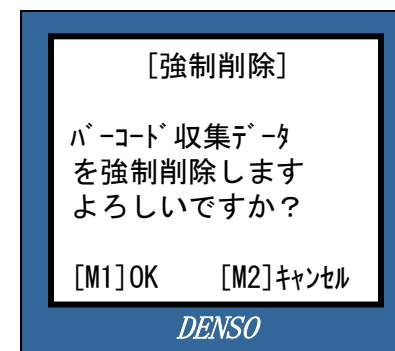 [強制削除]
ﾊﾞｰｺｰﾄﾞ収集ﾃﾞｰﾀ
を強制削除します
よろしいですか？
[M1]OK [M2]ｷｬﾝｾﾙ
DENSO